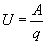 U = A/q